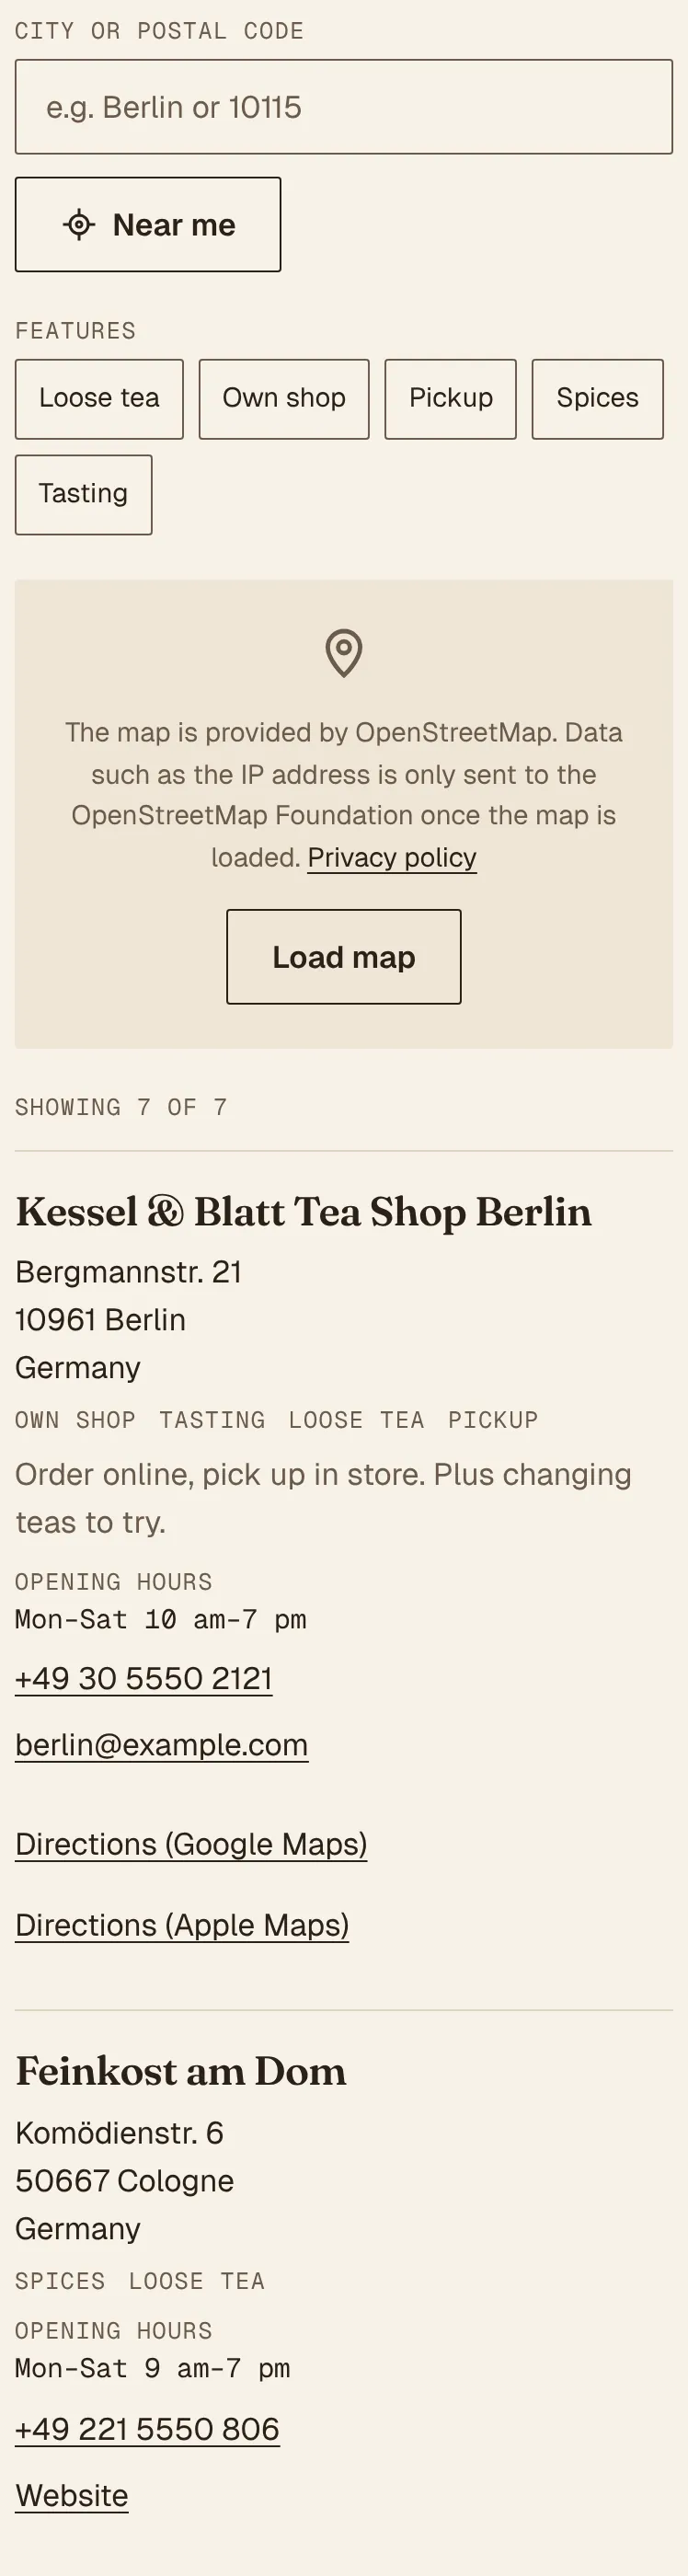 CITY OR POSTAL CODE
e.g. Berlin or 10115
Near me
FEATURES
Loose tea Own shop Pickup Spices
Tasting
The map is provided by OpenStreetMap. Data
such as the IP address is only sent to the
OpenStreetMap Foundation once the map is
loaded. Privacy policy
Load map
SHOWING 7 OF 7
Kessel & Blatt Tea Shop Berlin
Bergmannstr. 21
10961 Berlin
Germany
OWN SHOP TASTING LOOSE TEA PICKUP
Order online, pick up in store. Plus changing
teas to try.
OPENING HOURS
Mon–Sat 10 am–7 pm
+49 30 5550 2121
berlin@example.com
Directions (Google Maps)
Directions (Apple Maps)
Feinkost am Dom
Komödienstr. 6
50667 Cologne
Germany
SPICES LOOSE TEA
OPENING HOURS
Mon–Sat 9 am–7 pm
+49 221 5550 806
Website